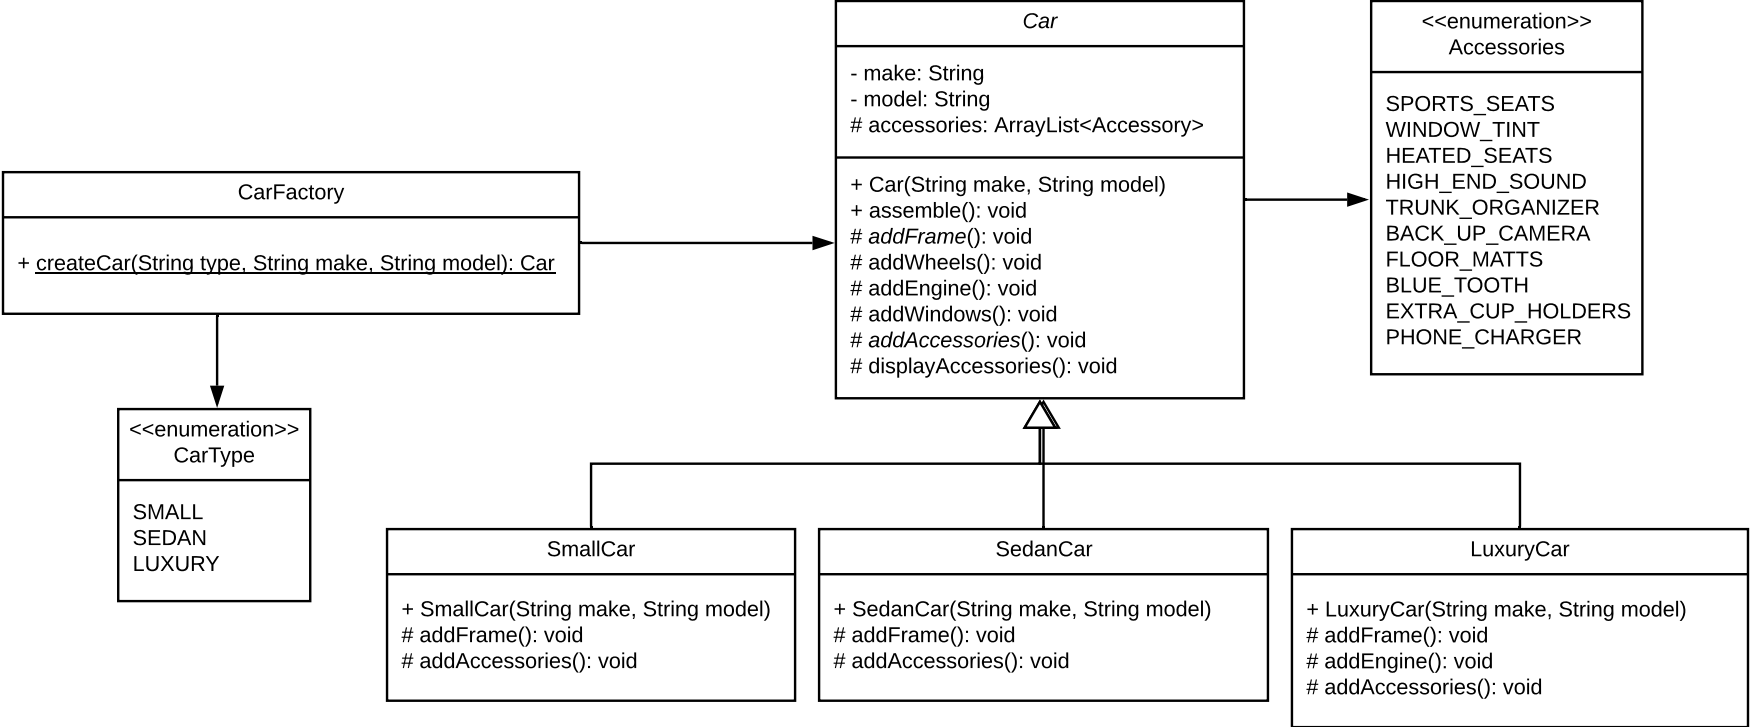 Car
- make: String
- model: String
# accessories: ArrayList<Accessory>
+ Car(String make, String model)
+ assemble(): void
# addFrame(): void
# addWheels(): void
# addEngine(): void
# addWindows(): void
# addAccessories(): void
# displayAccessories(): void
<<enumeration>>
Accessories
SPORTS_SEATS
WINDOW_TINT
HEATED_SEATS
HIGH_END_SOUND
TRUNK_ORGANIZER
BACK_UP_CAMERA
FLOOR_MATTS
BLUE_TOOTH
EXTRA_CUP_HOLDERS
PHONE_CHARGER
CarFactory
+ createCar(String type, String make, String model): Car
<<enumeration>>
CarType
SMALL
SEDAN
LUXURY
SmallCar
+ SmallCar(String make, String model)
# addFrame(): void
# addAccessories(): void
SedanCar
+ SedanCar(String make, String model)
# addFrame(): void
# addAccessories(): void
LuxuryCar
+ LuxuryCar(String make, String model)
# addFrame(): void
# addEngine(): void
# addAccessories(): void